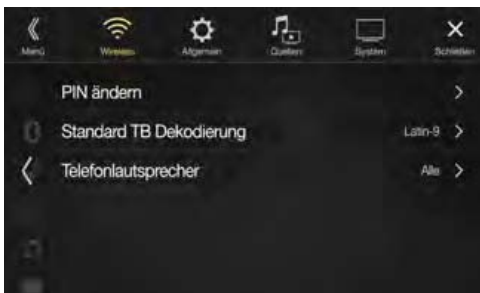 Menü Wireless Allgemein Quellen System Schließen
PIN ändern
Standard TB Dekodierung Latin-9
Telefonlautsprecher Alle